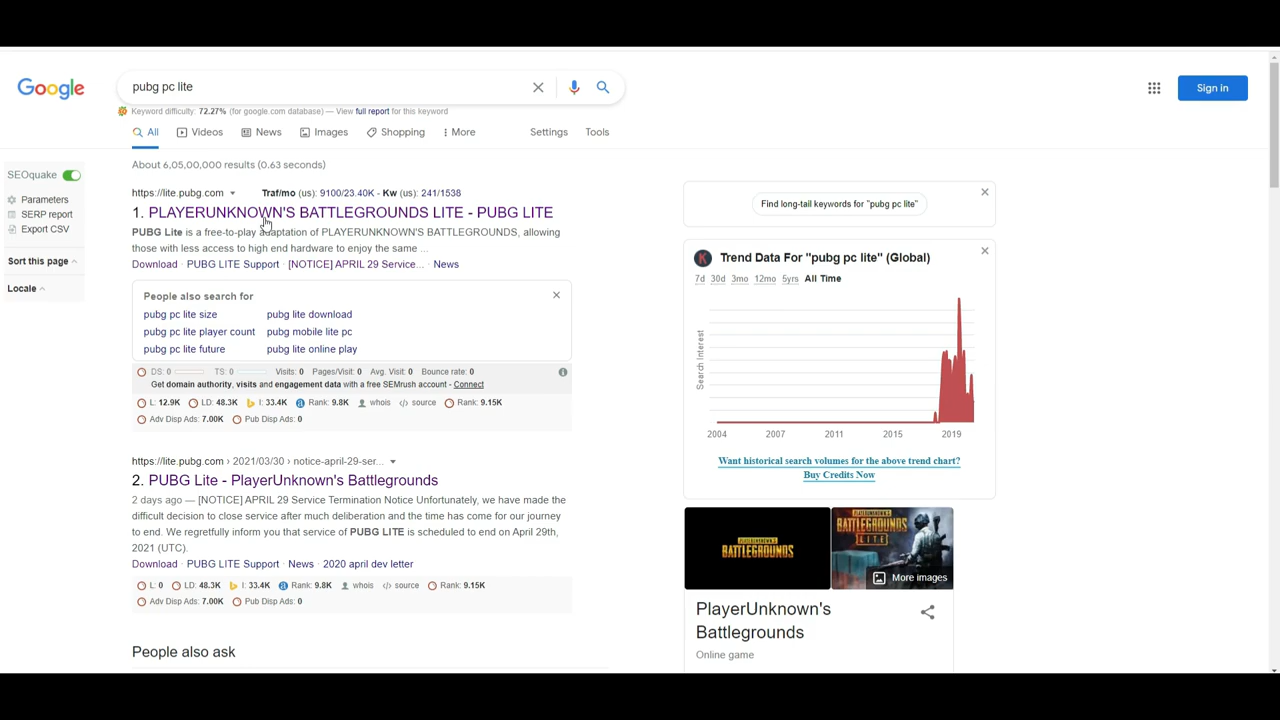 Google
pubg pc lite
Sign in
Keyword difficulty: 72.27% (for google.com database) — View full report for this keyword
All Videos News Images Shopping More Settings Tools
About 6,05,00,000 results (0.63 seconds)
SEOquake
Parameters
SERP report
Export CSV
Sort this page
Locale
https://lite.pubg.com Traf/mo (us): 9100/23.40K - Kw (us): 241/1538
1. PLAYERUNKNOWN'S BATTLEGROUNDS LITE - PUBG LITE
PUBG Lite is a free-to-play adaptation of PLAYERUNKNOWN'S BATTLEGROUNDS, allowing
those with less access to high end hardware to enjoy the same ...
Download · PUBG LITE Support · [NOTICE] APRIL 29 Service... · News
People also search for
pubg pc lite size pubg lite download
pubg pc lite player count pubg mobile lite pc
pubg pc lite future pubg lite online play
DS: 0 TS: 0 Visits: 0 Pages/Visit: 0 Avg. Visit: 0 Bounce rate: 0
Get domain authority, visits and engagement data with a free SEMrush account - Connect
L: 12.9K LD: 48.3K I: 33.4K Rank: 9.8K whois source Rank: 9.15K
Adv Disp Ads: 7.00K Pub Disp Ads: 0
https://lite.pubg.com › 2021/03/30 › notice-april-29-ser...
2. PUBG Lite - PlayerUnknown's Battlegrounds
2 days ago — [NOTICE] APRIL 29 Service Termination Notice Unfortunately, we have made the
difficult decision to close service after much deliberation and the time has come for our journey
to end. We regretfully inform you that service of PUBG LITE is scheduled to end on April 29th,
2021 (UTC).
Download · PUBG LITE Support · News · 2020 april dev letter
L: 0 LD: 48.3K I: 33.4K Rank: 9.8K whois source Rank: 9.15K
Adv Disp Ads: 7.00K Pub Disp Ads: 0
People also ask
Find long-tail keywords for "pubg pc lite"
K Trend Data For "pubg pc lite" (Global)
7d 30d 3mo 12mo 5yrs All Time
Search Interest
2004 2007 2011 2015 2019
Want historical search volumes for the above trend chart?
Buy Credits Now
BATTLEGROUNDS
BATTLEGROUNDS
LITE
More images
PlayerUnknown's
Battlegrounds
Online game